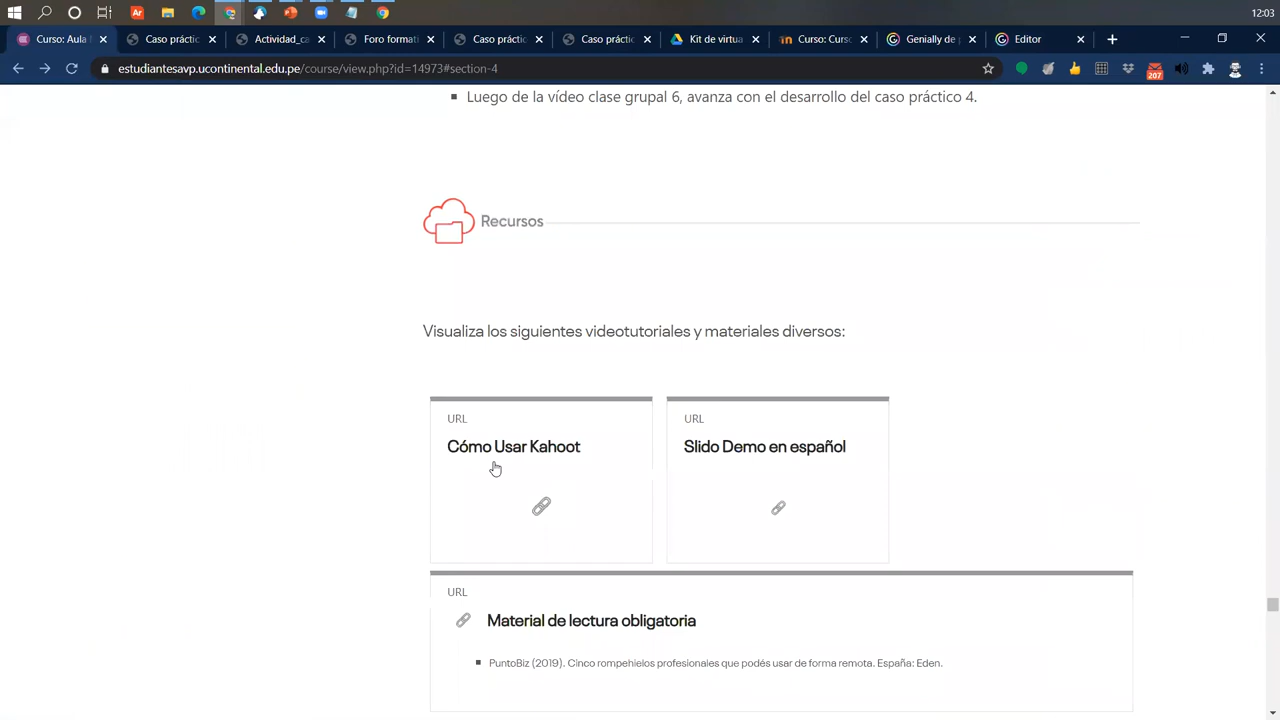 12:03
Curso: Aula
Caso práctic
Actividad_ca
Foro formati
Caso práctic
Caso práctic
Kit de virtua
Curso: Curso
Genially de
Editor
estudiantesavp.ucontinental.edu.pe/course/view.php?id=14973#section-4
207
Luego de la vídeo clase grupal 6, avanza con el desarrollo del caso práctico 4.
Recursos
Visualiza los siguientes videotutoriales y materiales diversos:
URL
Cómo Usar Kahoot
URL
Slido Demo en español
URL
Material de lectura obligatoria
PuntoBiz (2019). Cinco rompehielos profesionales que podés usar de forma remota. España: Eden.